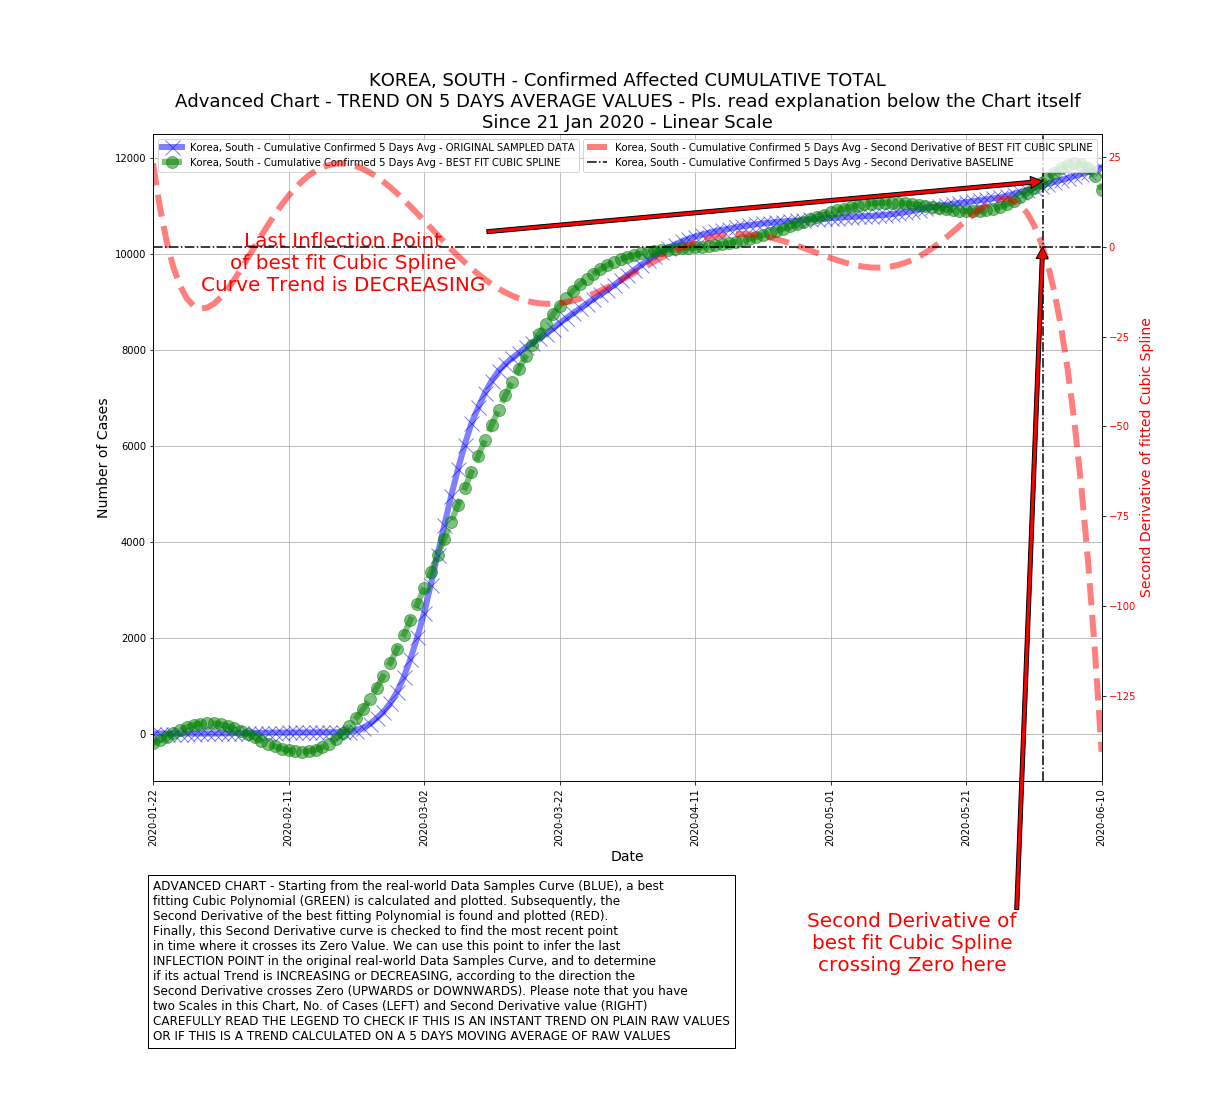 KOREA, SOUTH - Confirmed Affected CUMULATIVE TOTAL
Advanced Chart - TREND ON 5 DAYS AVERAGE VALUES - Pls. read explanation below the Chart itself
Since 21 Jan 2020 - Linear Scale
Korea, South - Cumulative Confirmed 5 Days Avg - ORIGINAL SAMPLED DATA
Korea, South - Cumulative Confirmed 5 Days Avg - BEST FIT CUBIC SPLINE
Korea, South - Cumulative Confirmed 5 Days Avg - Second Derivative of BEST FIT CUBIC SPLINE
Korea, South - Cumulative Confirmed 5 Days Avg - Second Derivative BASELINE
Last Inflection Point
of best fit Cubic Spline
Curve Trend is DECREASING
Number of Cases
12000
10000
8000
6000
4000
2000
0
25
0
−25
−50
−75
−100
−125
Second Derivative of fitted Cubic Spline
2020-01-22
2020-02-11
2020-03-02
2020-03-22
2020-04-11
2020-05-01
2020-05-21
2020-06-10
Date
ADVANCED CHART - Starting from the real-world Data Samples Curve (BLUE), a best
fitting Cubic Polynomial (GREEN) is calculated and plotted. Subsequently, the
Second Derivative of the best fitting Polynomial is found and plotted (RED).
Finally, this Second Derivative curve is checked to find the most recent point
in time where it crosses its Zero Value. We can use this point to infer the last
INFLECTION POINT in the original real-world Data Samples Curve, and to determine
if its actual Trend is INCREASING or DECREASING, according to the direction the
Second Derivative crosses Zero (UPWARDS or DOWNWARDS). Please note that you have
two Scales in this Chart, No. of Cases (LEFT) and Second Derivative value (RIGHT)
CAREFULLY READ THE LEGEND TO CHECK IF THIS IS AN INSTANT TREND ON PLAIN RAW VALUES
OR IF THIS IS A TREND CALCULATED ON A 5 DAYS MOVING AVERAGE OF RAW VALUES
Second Derivative of
best fit Cubic Spline
crossing Zero here